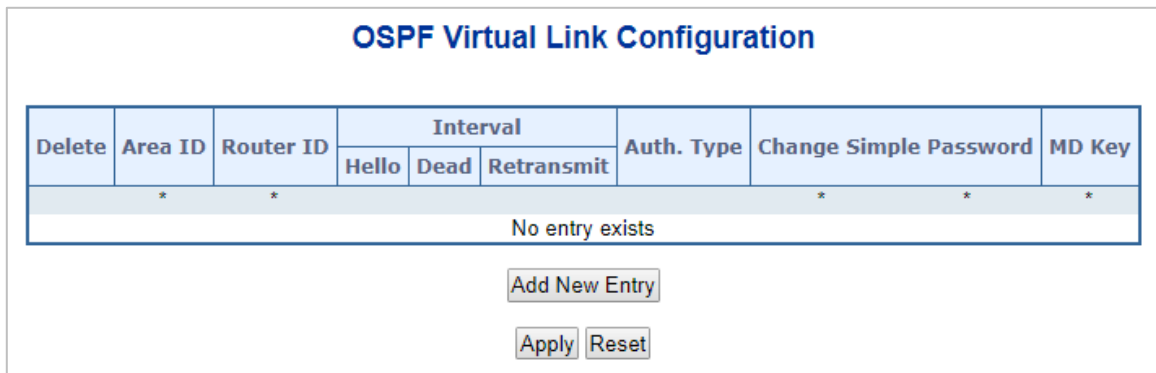 OSPF Virtual Link Configuration
Delete Area ID Router ID Interval Auth. Type Change Simple Password MD Key
Hello Dead Retransmit
* * * * *
No entry exists
Add New Entry
Apply Reset